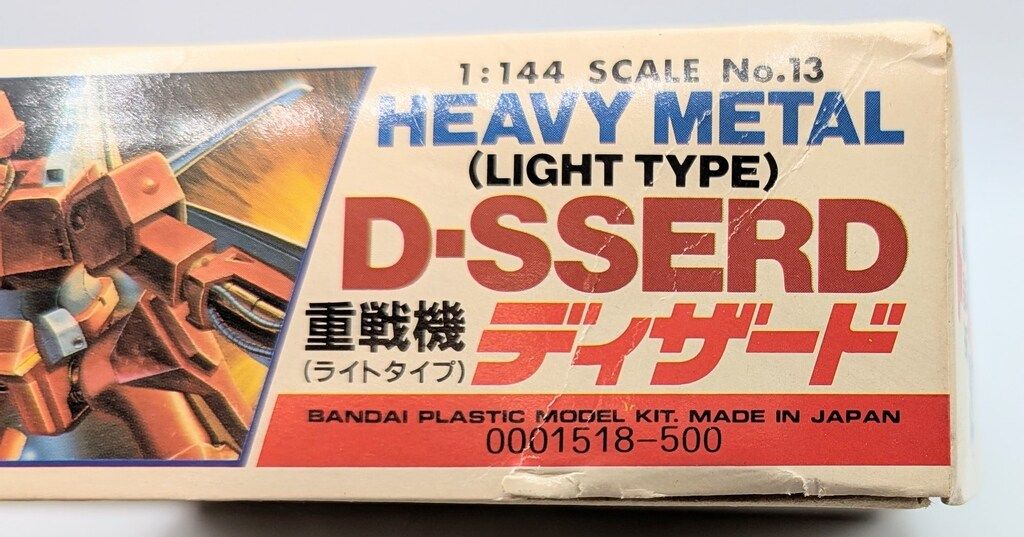 1:144 SCALE No.13
HEAVY METAL
(LIGHT TYPE)
D-SSERD
重戦機
(ライトタイプ)
ディザード
BANDAI PLASTIC MODEL KIT. MADE IN JAPAN
0001518-500